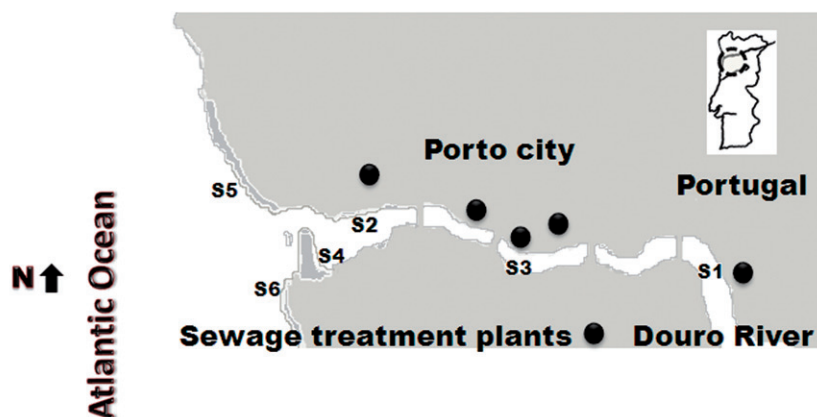 Porto city
Portugal
S5
S2
S4
S3
S1
S6
N
Atlantic Ocean
Sewage treatment plants
Douro River